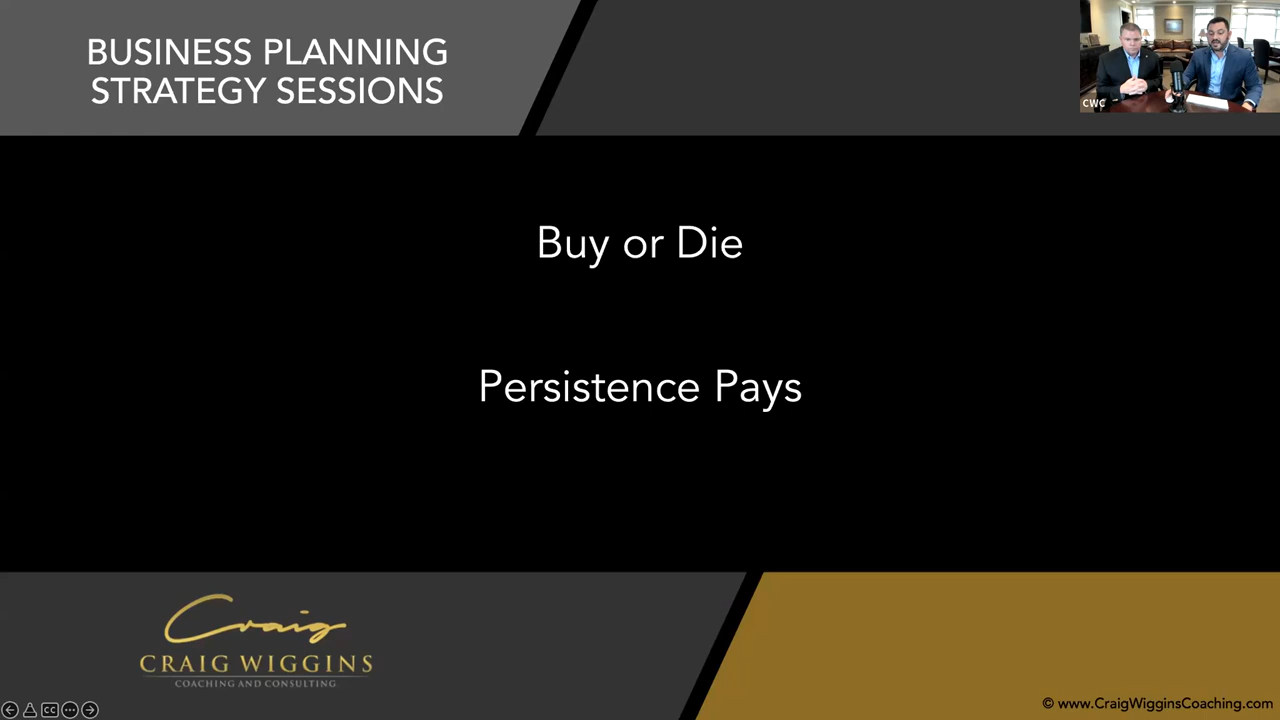 BUSINESS PLANNING
STRATEGY SESSIONS
CWC
Buy or Die
Persistence Pays
Craig
CRAIG WIGGINS
COACHING AND CONSULTING
CC
© www.CraigWigginsCoaching.com